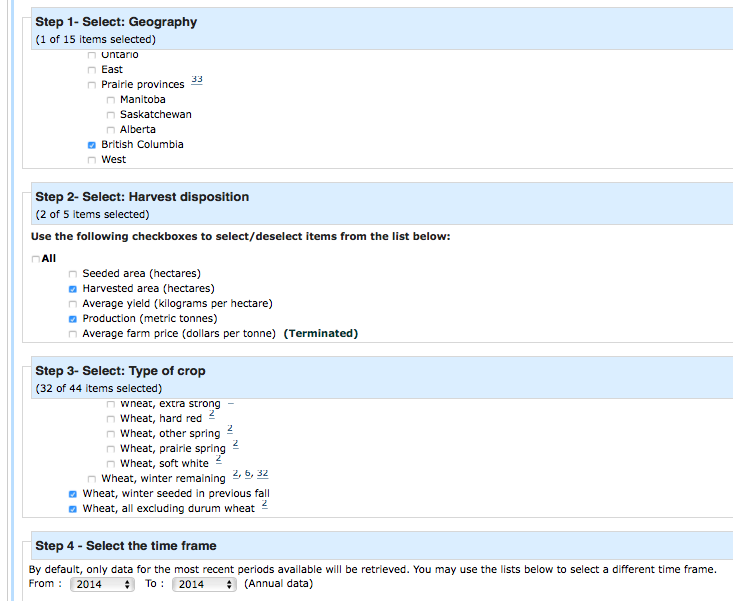 Step 1- Select: Geography
(1 of 15 items selected)
Ontario
East
Prairie provinces 33
Manitoba
Saskatchewan
Alberta
British Columbia
West
Step 2- Select: Harvest disposition
(2 of 5 items selected)
Use the following checkboxes to select/deselect items from the list below:
All
Seeded area (hectares)
Harvested area (hectares)
Average yield (kilograms per hectare)
Production (metric tonnes)
Average farm price (dollars per tonne) (Terminated)
Step 3- Select: Type of crop
(32 of 44 items selected)
Wheat, extra strong
Wheat, hard red 2
Wheat, other spring 2
Wheat, prairie spring 2
Wheat, soft white 2
Wheat, winter remaining 2, 6, 32
Wheat, winter seeded in previous fall
Wheat, all excluding durum wheat 2
Step 4 - Select the time frame
By default, only data for the most recent periods available will be retrieved. You may use the lists below to select a different time frame.
From : 2014 To : 2014 (Annual data)